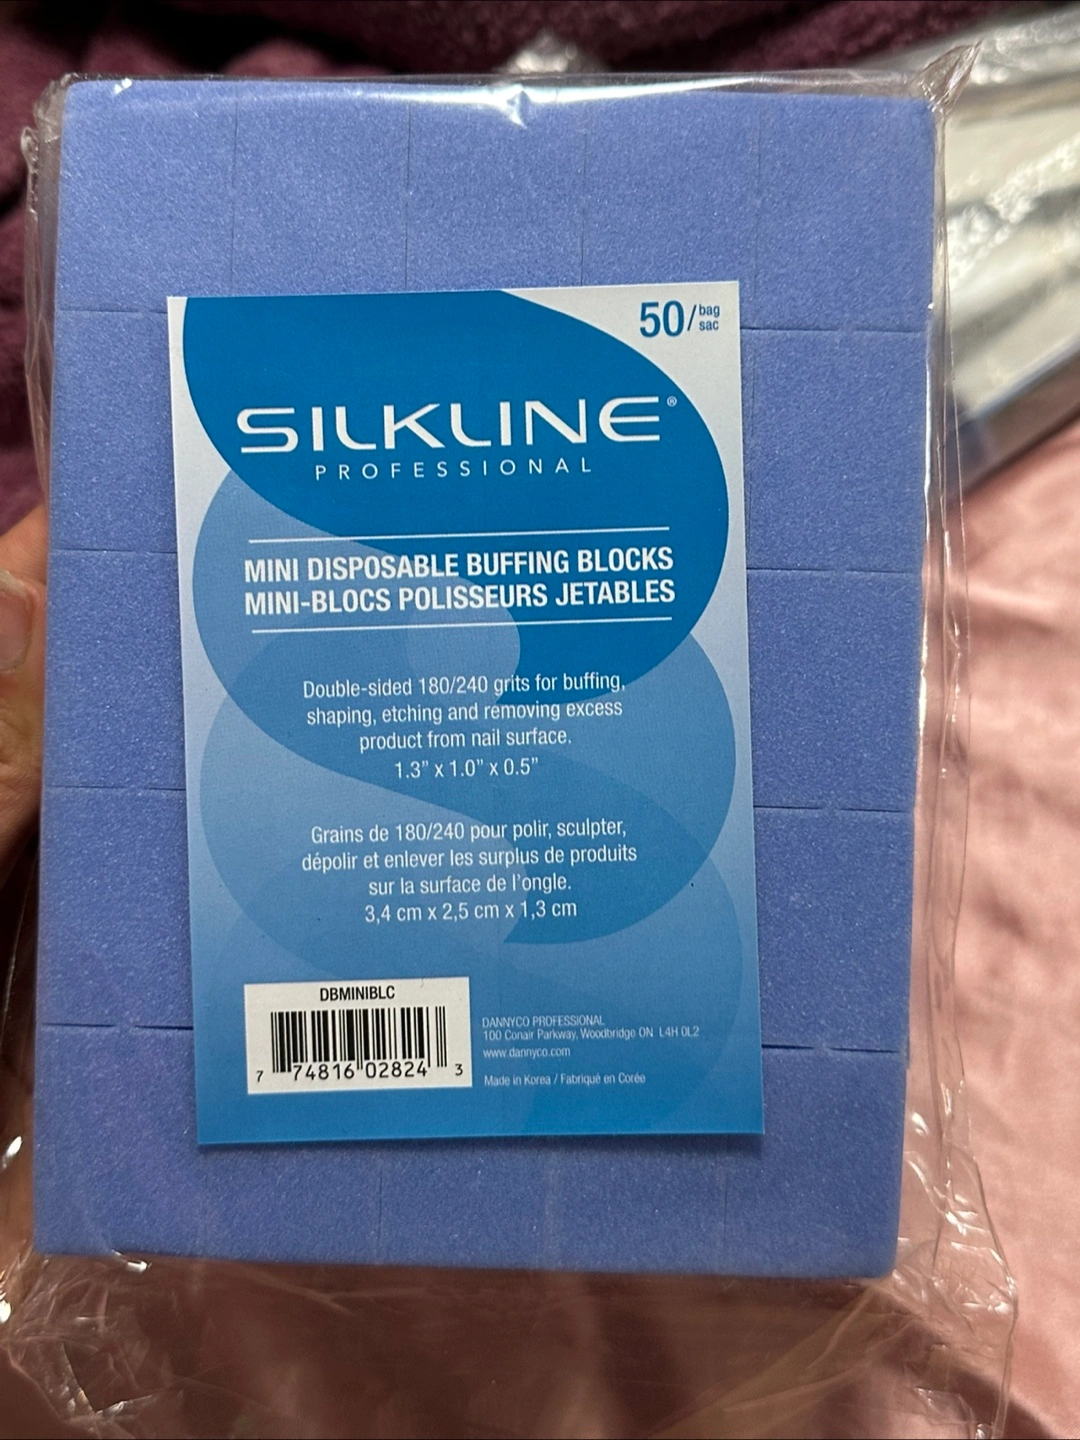 50/bag
sac
SILKLINE®
PROFESSIONAL
MINI DISPOSABLE BUFFING BLOCKS
MINI-BLOCS POLISSEURS JETABLES
Double-sided 180/240 grits for buffing,
shaping, etching and removing excess
product from nail surface.
1.3” x 1.0” x 0.5”
Grains de 180/240 pour polir, sculpter,
dépolir et enlever les surplus de produits
sur la surface de l’ongle.
3,4 cm x 2,5 cm x 1,3 cm
DBMINIBLC
7 74816 02824 3
DANNYCO PROFESSIONAL
100 Conair Parkway, Woodbridge ON L4H 0L2
www.dannyco.com
Made in Korea / Fabriqué en Corée